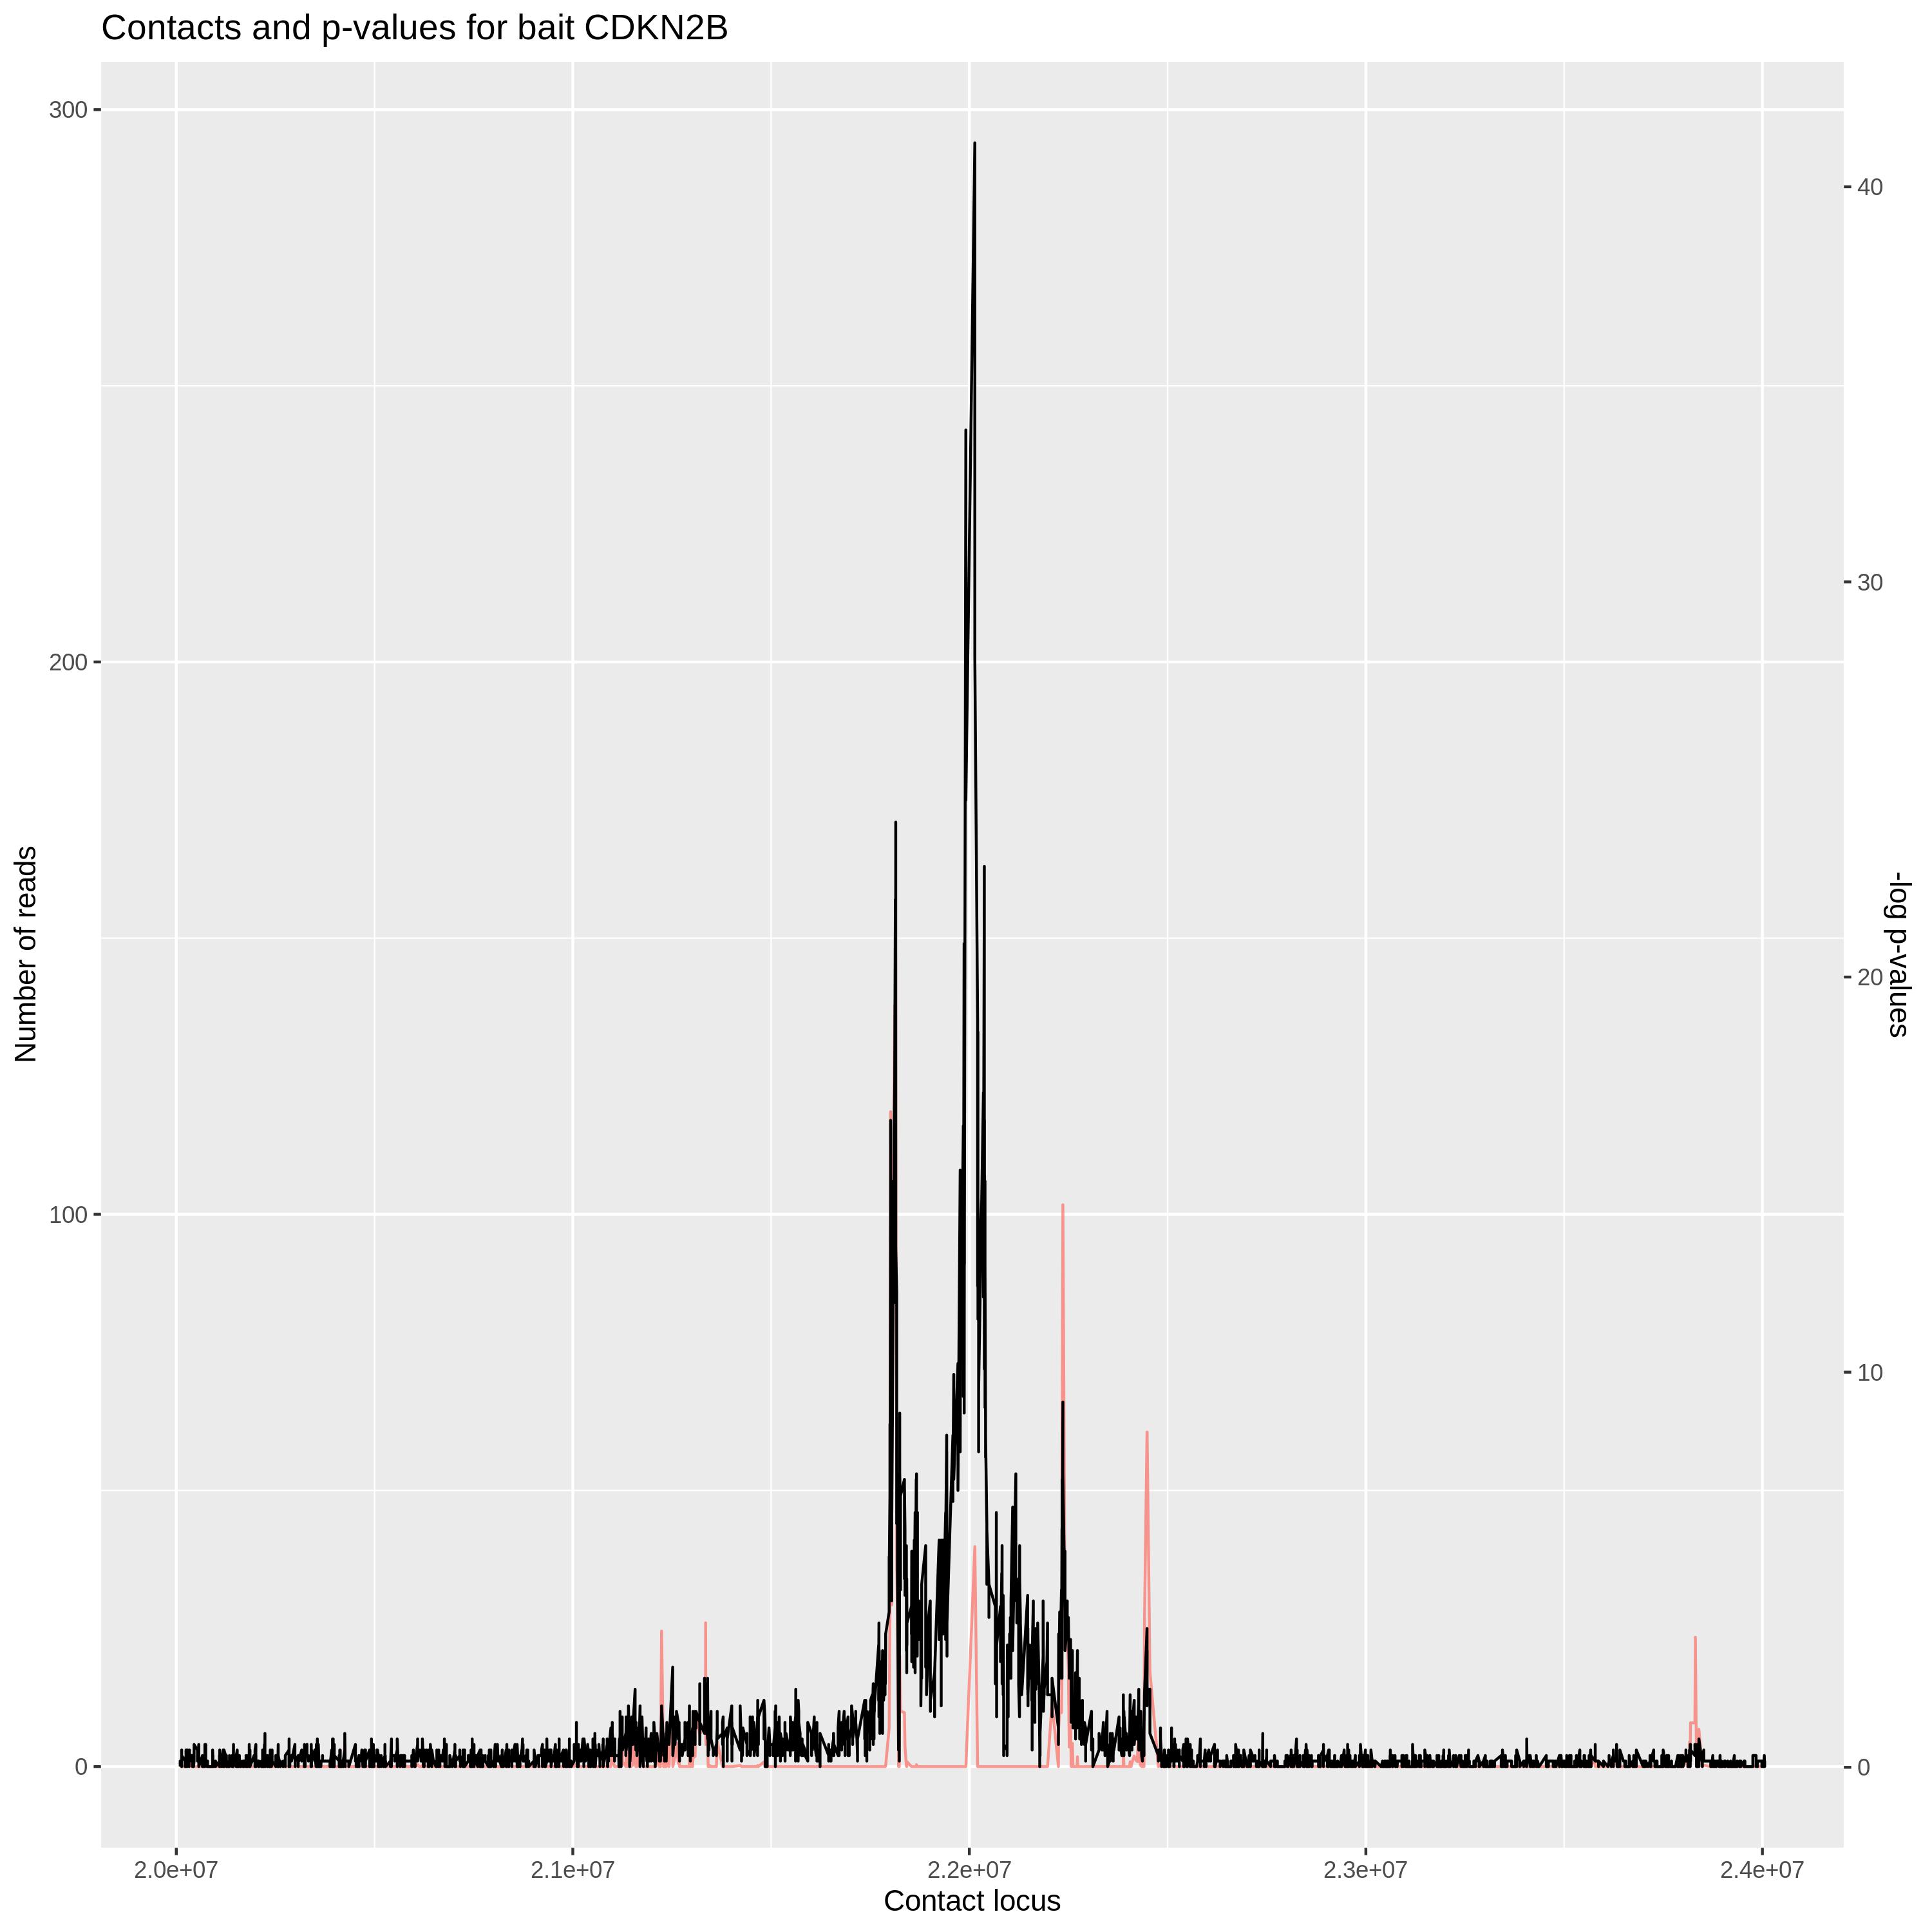 Contacts and p-values for bait CDKN2B
300
200
100
0
Number of reads
40
30
20
10
0
-log p-values
2.0e+07 2.1e+07 2.2e+07 2.3e+07 2.4e+07
Contact locus